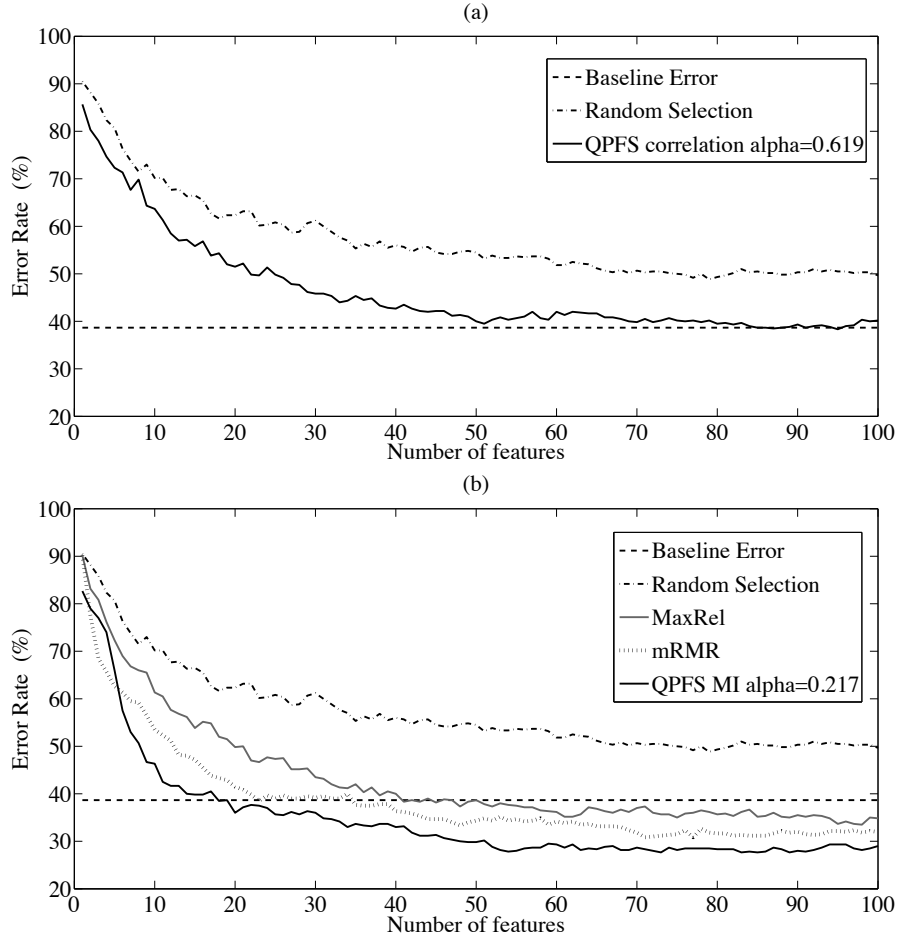 (a)
100
90
80
70
60
50
40
30
20
Error Rate (%)
Baseline Error
Random Selection
QPFS correlation alpha=0.619
0 10 20 30 40 50 60 70 80 90 100
Number of features
(b)
100
90
80
70
60
50
40
30
20
Error Rate (%)
Baseline Error
Random Selection
MaxRel
mRMR
QPFS MI alpha=0.217
0 10 20 30 40 50 60 70 80 90 100
Number of features